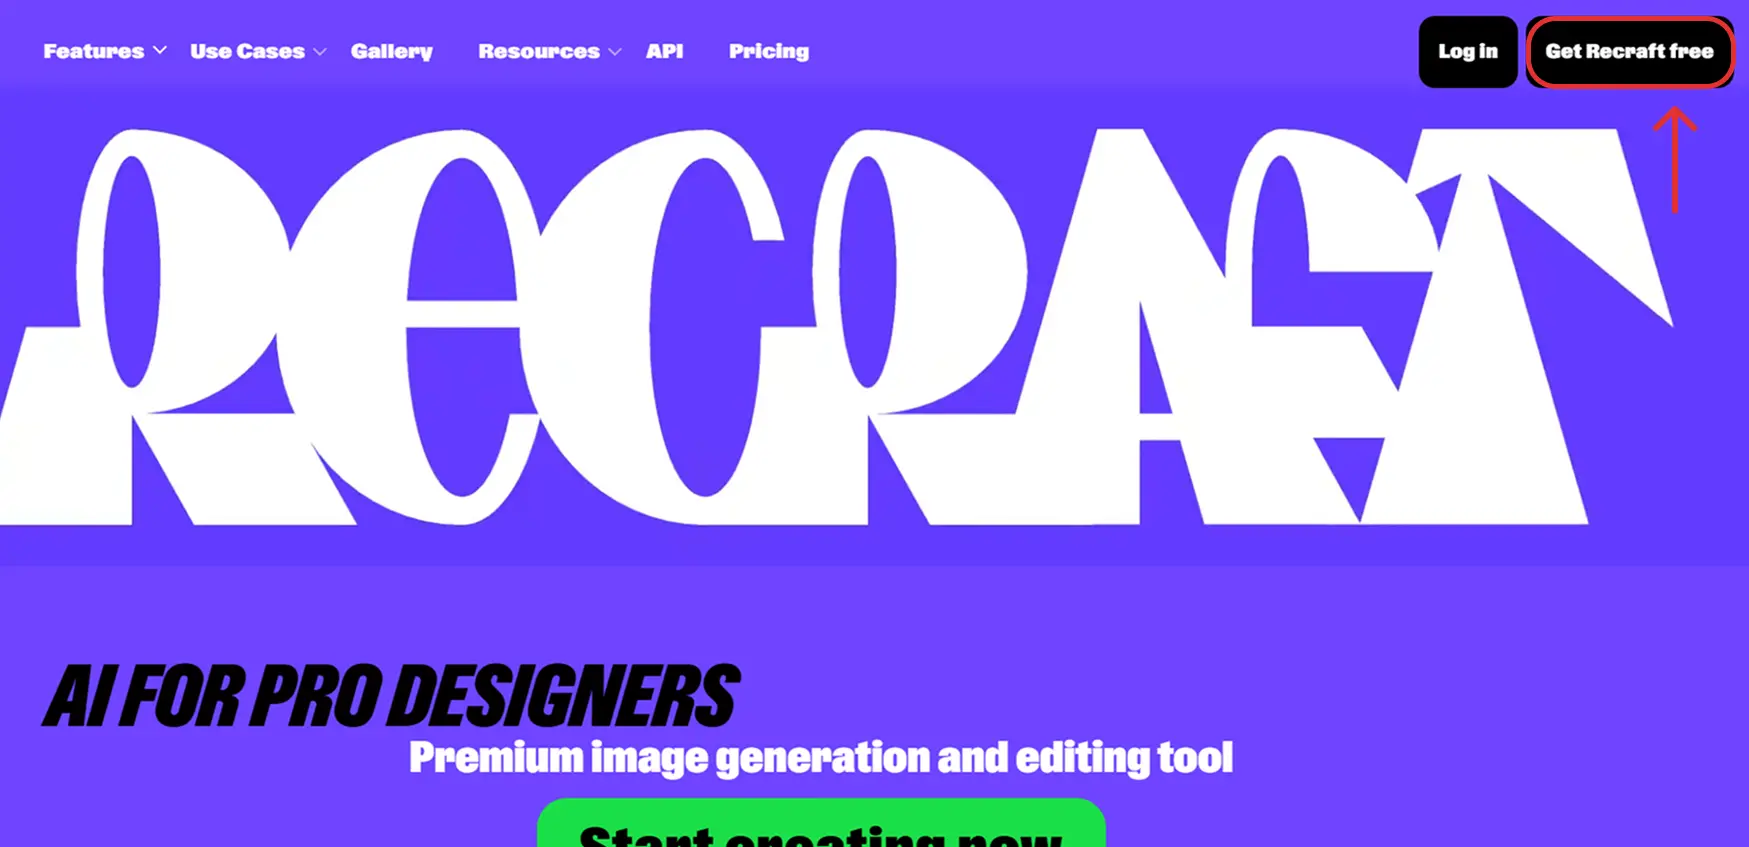 Features Use Cases Gallery Resources API Pricing Log in Get Recraft free
RECRAFT
AI FOR PRO DESIGNERS
Premium image generation and editing tool
Start creating now